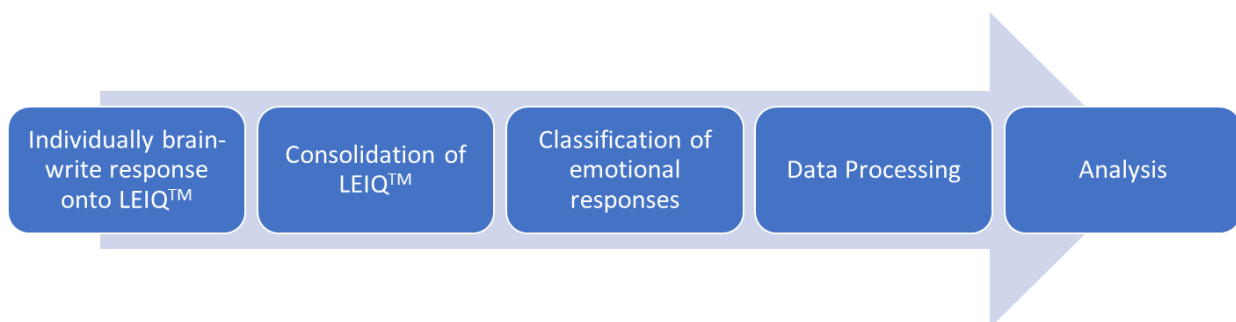 Individually brain-
write response
onto LEIQTM
Consolidation of
LEIQTM
Classification of
emotional
responses
Data Processing
Analysis